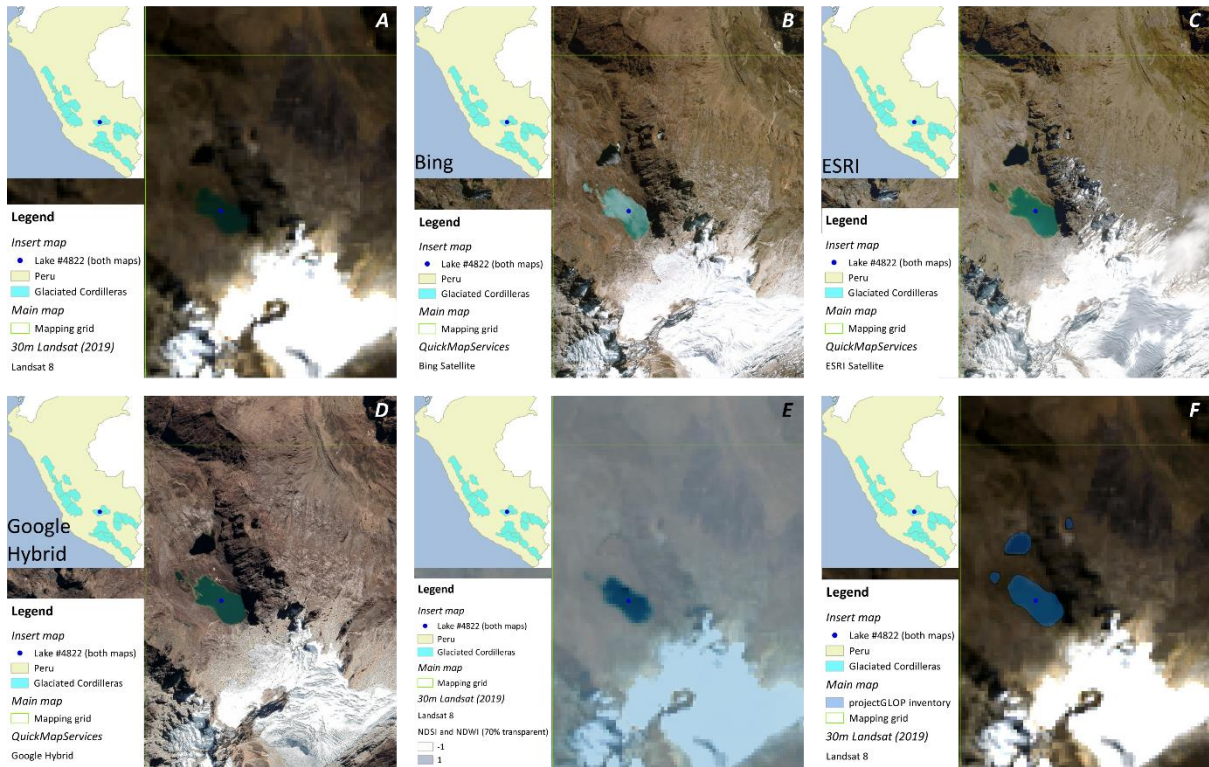 A
Legend
Insert map
Lake #4822 (both maps)
Peru
Glaciated Cordilleras
Main map
Mapping grid
30m Landsat (2019)
Landsat 8
B
Bing
Legend
Insert map
Lake #4822 (both maps)
Peru
Glaciated Cordilleras
Main map
Mapping grid
QuickMapServices
Bing Satellite
C
ESRI
Legend
Insert map
Lake #4822 (both maps)
Peru
Glaciated Cordilleras
Main map
Mapping grid
QuickMapServices
ESRI Satellite
D
Google
Hybrid
Legend
Insert map
Lake #4822 (both maps)
Peru
Glaciated Cordilleras
Main map
Mapping grid
QuickMapServices
Google Hybrid
E
Legend
Insert map
Lake #4822 (both maps)
Peru
Glaciated Cordilleras
Main map
Mapping grid
30m Landsat (2019)
Landsat 8
NDSI and NDWI (70% transparent)
-1
1
F
Legend
Insert map
Lake #4822 (both maps)
Peru
Glaciated Cordilleras
Main map
projectGLOP inventory
Mapping grid
30m Landsat (2019)
Landsat 8